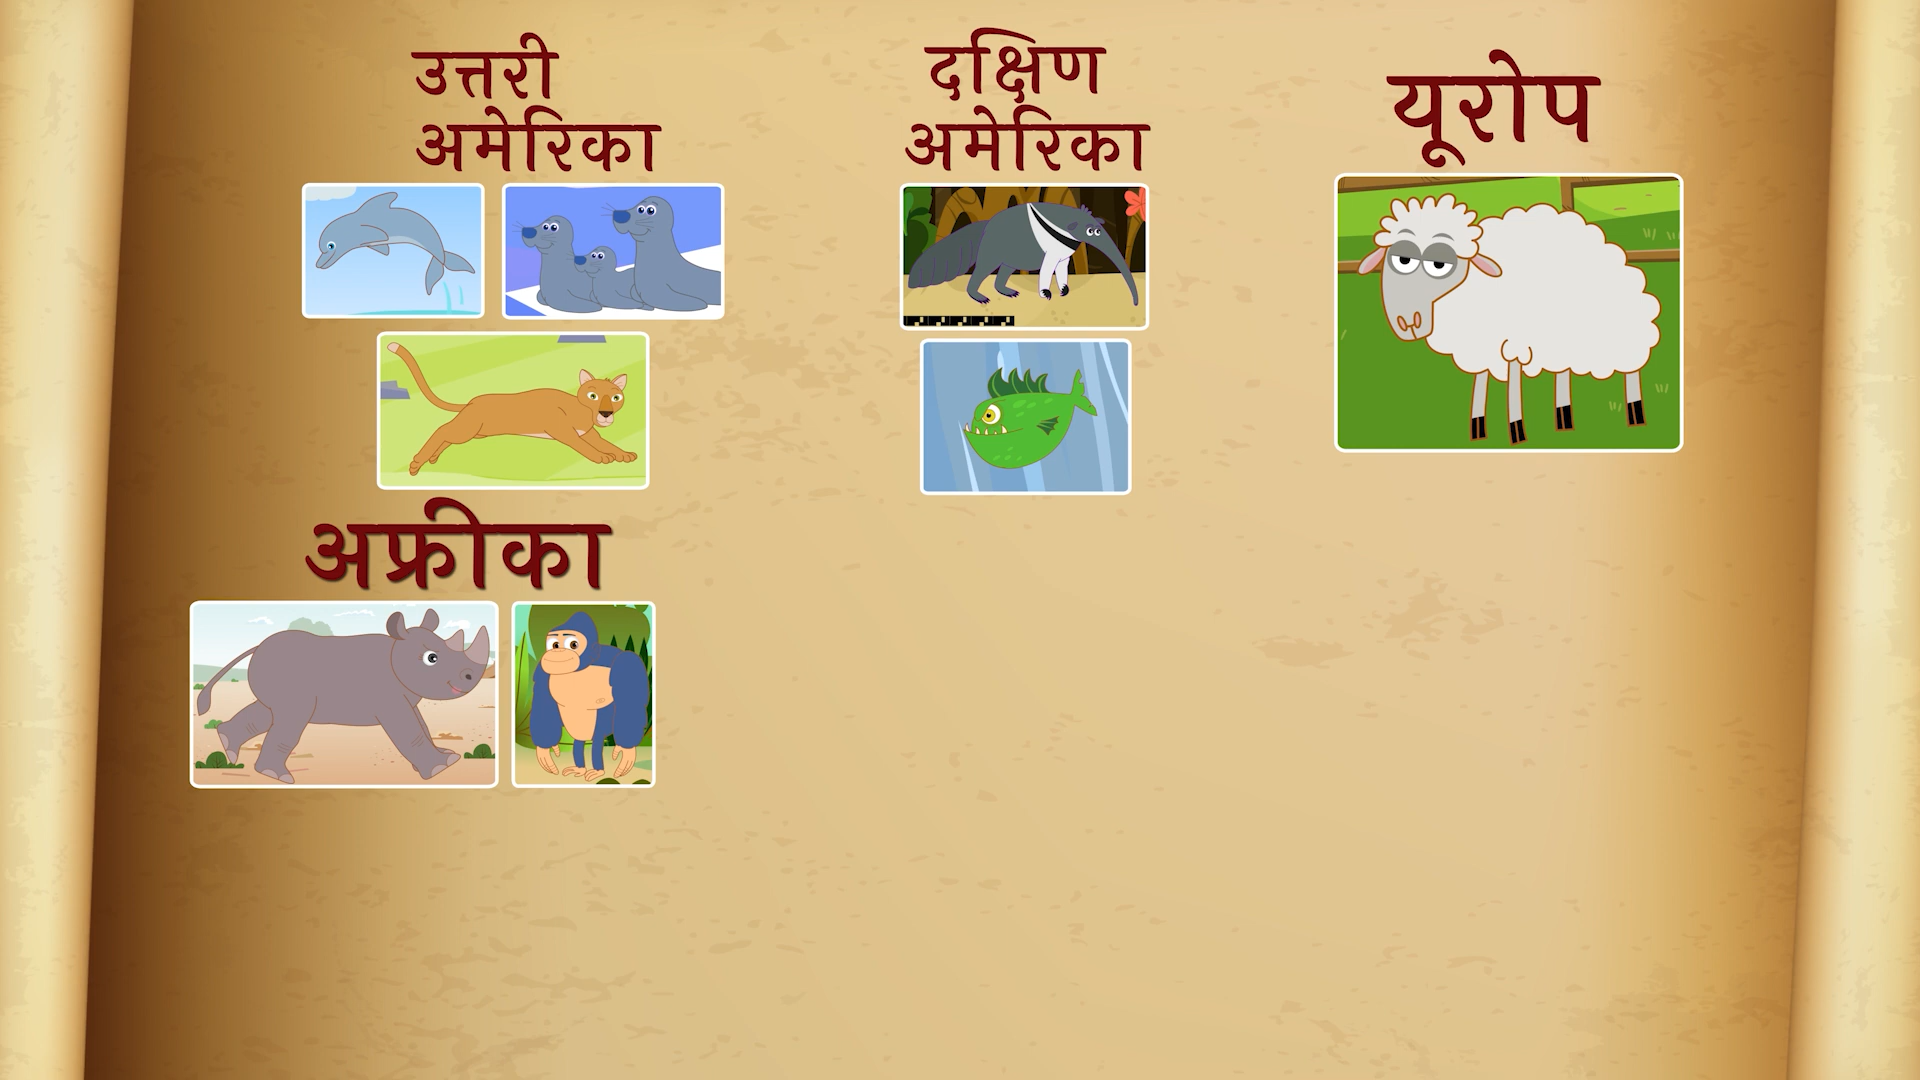 उत्तरी
अमेरिका
दक्षिण
अमेरिका
यूरोप
अफ्रीका